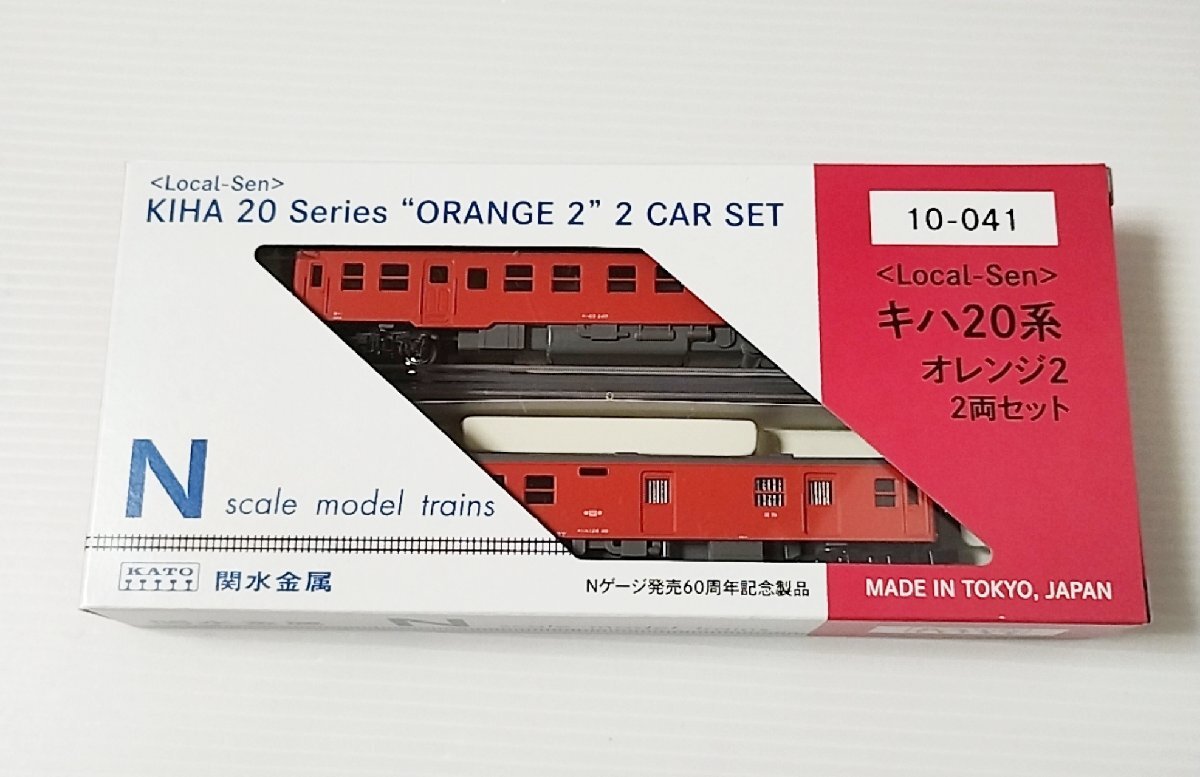 <Local-Sen>
KIHA 20 Series “ORANGE 2” 2 CAR SET
10-041
<Local-Sen>
キハ20系
オレンジ2
2両セット
N scale model trains
KATO 関水金属
Nゲージ発売60周年記念製品
MADE IN TOKYO, JAPAN